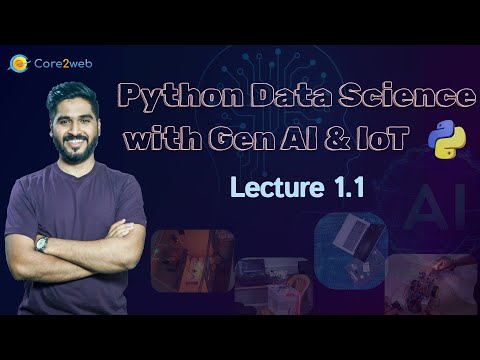 Core2web
Python Data Science
with Gen AI & IoT
Lecture 1.1
AI